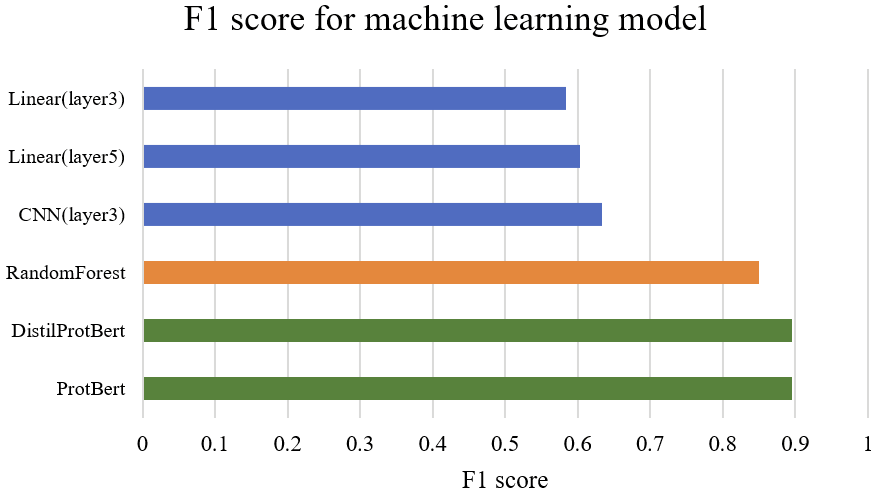 F1 score for machine learning model
Linear(layer3)
Linear(layer5)
CNN(layer3)
RandomForest
DistilProtBert
ProtBert
0 0.1 0.2 0.3 0.4 0.5 0.6 0.7 0.8 0.9 1
F1 score